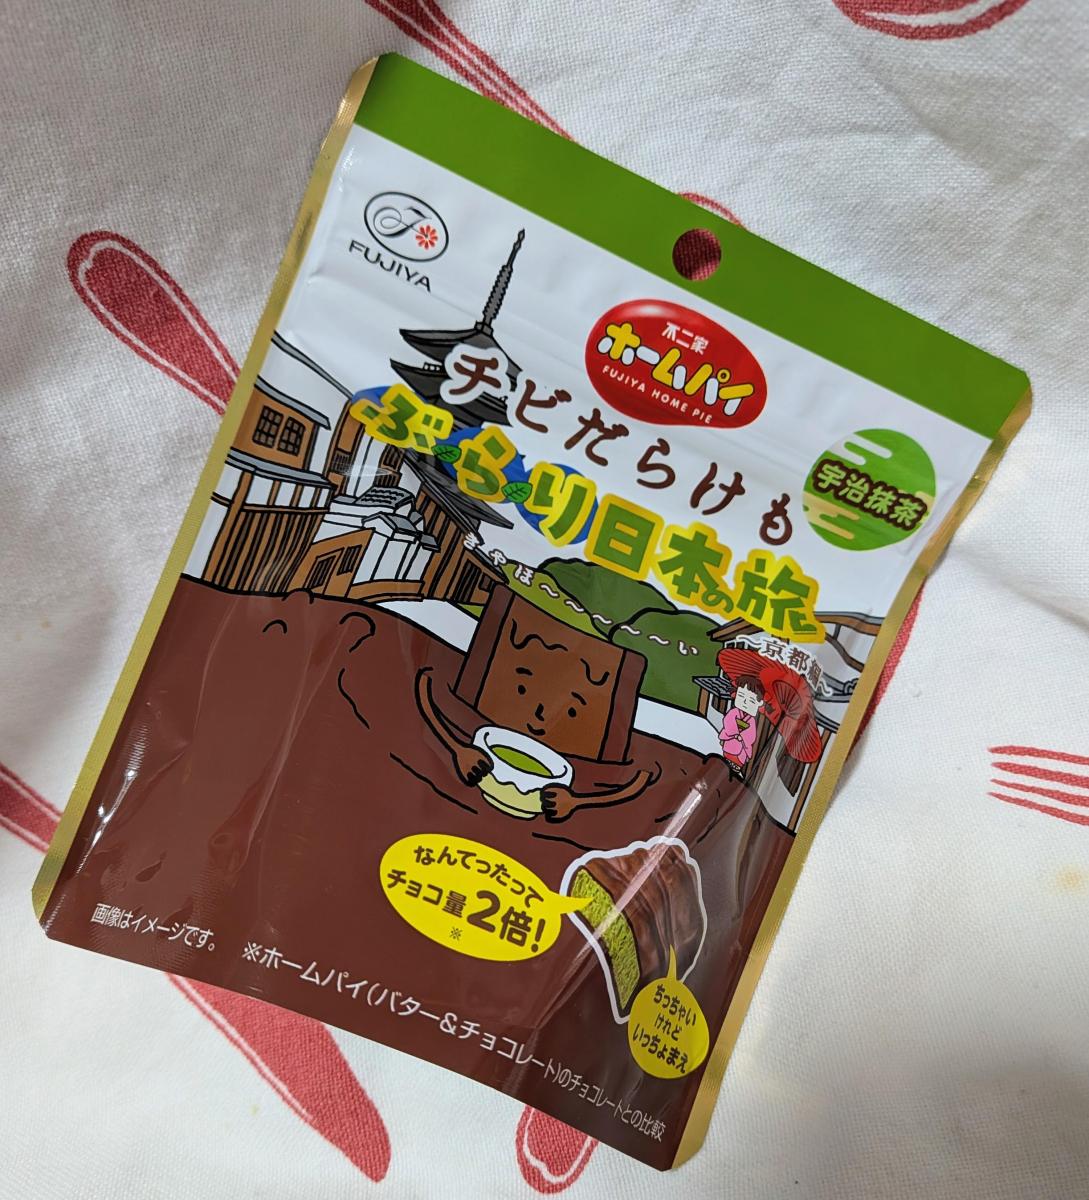 FUJIYA
不二家
ホームパイ
FUJIYA HOME PIE
チビだらけも
ぶらり日本の旅
～京都編～
宇治抹茶
きやほ～～～～～～い
なんてったって
チョコ量2倍!
※
ちっちゃい
けれど
いっちょまえ
画像はイメージです。
※ホームパイ(バター&チョコレート)のチョコレートとの比較